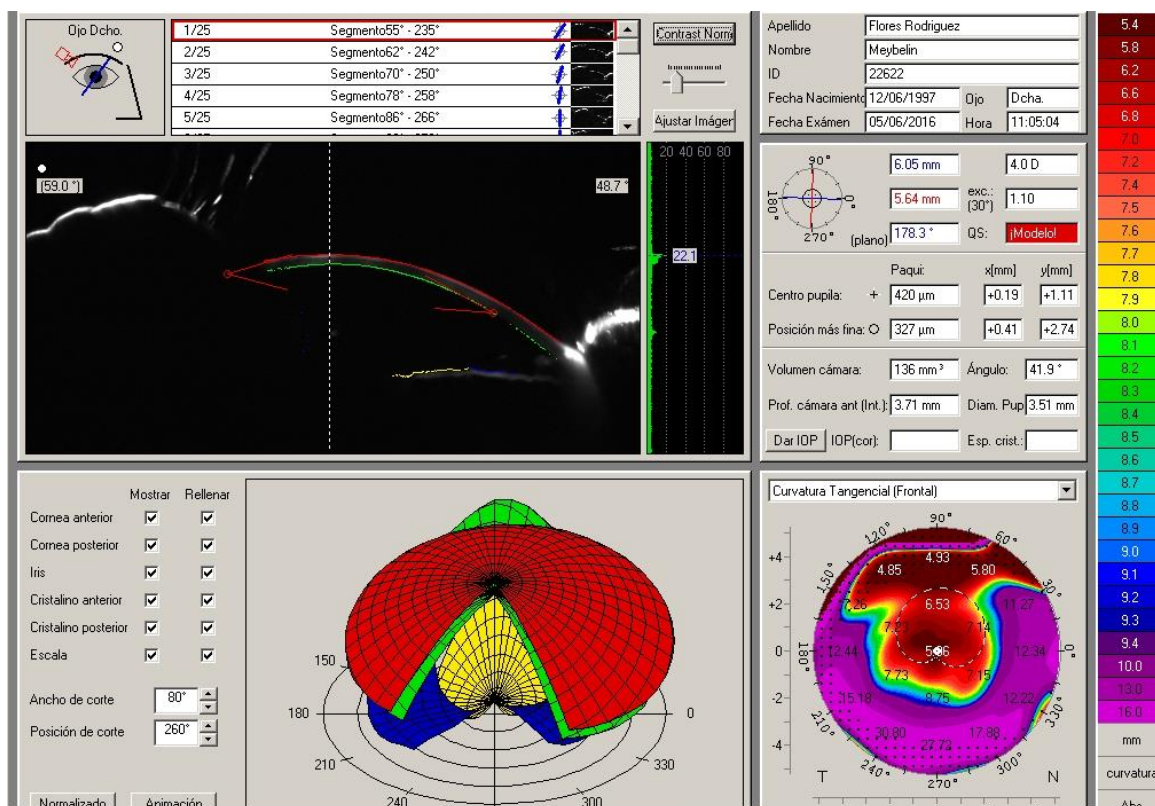 Ojo Dcho.
1/25 Segmento55° - 235°
2/25 Segmento62° - 242°
3/25 Segmento70° - 250°
4/25 Segmento78° - 258°
5/25 Segmento86° - 266°
Contrast Norm
Ajustar Imágen
(59.0 °)
48.7 °
20 40 60 80
22.1
Apellido Flores Rodriguez
Nombre Meybelin
ID 22622
Fecha Nacimiento 12/06/1997 Ojo Dcha.
Fecha Exámen 05/06/2016 Hora 11:05:04
90°
180°
0°
270°
6.05 mm 4.0 D
5.64 mm exc.: (30°) 1.10
(plano) 178.3 ° QS: ¡Modelo!
Paqui: x[mm] y[mm]
Centro pupila: + 420 µm +0.19 +1.11
Posición más fina: O 327 µm +0.41 +2.74
Volumen cámara: 136 mm³ Ángulo: 41.9 °
Prof. cámara ant (Int.): 3.71 mm Diam. Pup 3.51 mm
Dar IOP IOP(cor): Esp. crist.:
Mostrar Rellenar
Cornea anterior
Cornea posterior
Iris
Cristalino anterior
Cristalino posterior
Escala
Ancho de corte 80°
Posición de corte 260°
Normalizado Animación
150
180
210
240
300
330
0
Curvatura Tangencial (Frontal)
90°
120° 60°
150° 30°
180° 0°
210° 330°
240° 300°
270°
+4
+2
0
-2
-4
4.93
4.85 5.80
7.26 6.53 11.27
7.14
12.44 12.34
7.73 7.15
15.18 8.75 12.22
30.80 17.88
27.72
T N
5.4
5.8
6.2
6.6
6.8
7.0
7.2
7.4
7.5
7.6
7.7
7.8
7.9
8.0
8.1
8.2
8.3
8.4
8.5
8.6
8.7
8.8
8.9
9.0
9.1
9.2
9.3
9.4
10.0
13.0
16.0
mm
curvatura
Abs